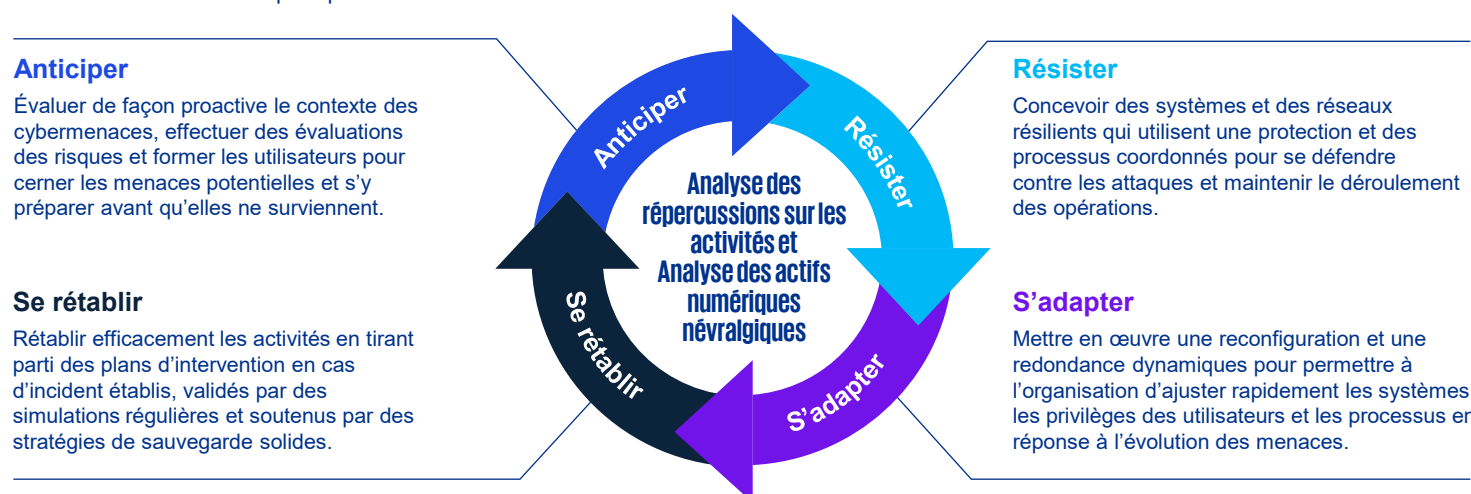 Anticiper
Évaluer de façon proactive le contexte des
cybermenaces, effectuer des évaluations
des risques et former les utilisateurs pour
cerner les menaces potentielles et s’y
préparer avant qu’elles ne surviennent.
Se rétablir
Rétablir efficacement les activités en tirant
parti des plans d’intervention en cas
d’incident établis, validés par des
simulations régulières et soutenus par des
stratégies de sauvegarde solides.
Anticiper
Résister
S’adapter
Se rétablir
Analyse des
répercussions sur les
activités et
Analyse des actifs
numériques
névralgiques
Résister
Concevoir des systèmes et des réseaux
résilients qui utilisent une protection et des
processus coordonnés pour se défendre
contre les attaques et maintenir le déroulement
des opérations.
S’adapter
Mettre en œuvre une reconfiguration et une
redondance dynamiques pour permettre à
l’organisation d’ajuster rapidement les systèmes
les privilèges des utilisateurs et les processus en
réponse à l’évolution des menaces.